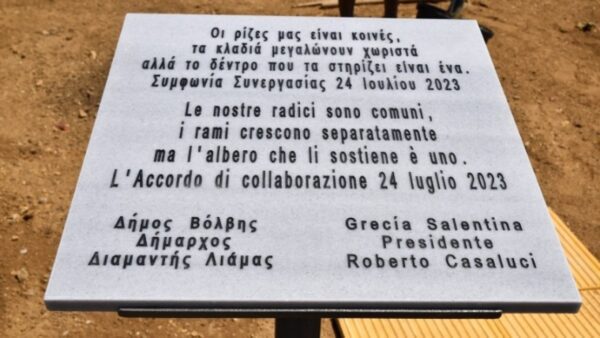 Οι ρίζες μας είναι κοινές,
τα κλαδιά μεγαλώνουν χωριστά
αλλά το δέντρο που τα στηρίζει είναι ένα.
Συμφωνία Συνεργασίας 24 Ιουλίου 2023
Le nostre radici sono comuni,
i rami crescono separatamente
ma l'albero che li sostiene è uno.
L'Accordo di collaborazione 24 luglio 2023
Δήμος Βόλβης
Δήμαρχος
Διαμαντής Λιάμας
Grecía Salentina
Presidente
Roberto Casaluci